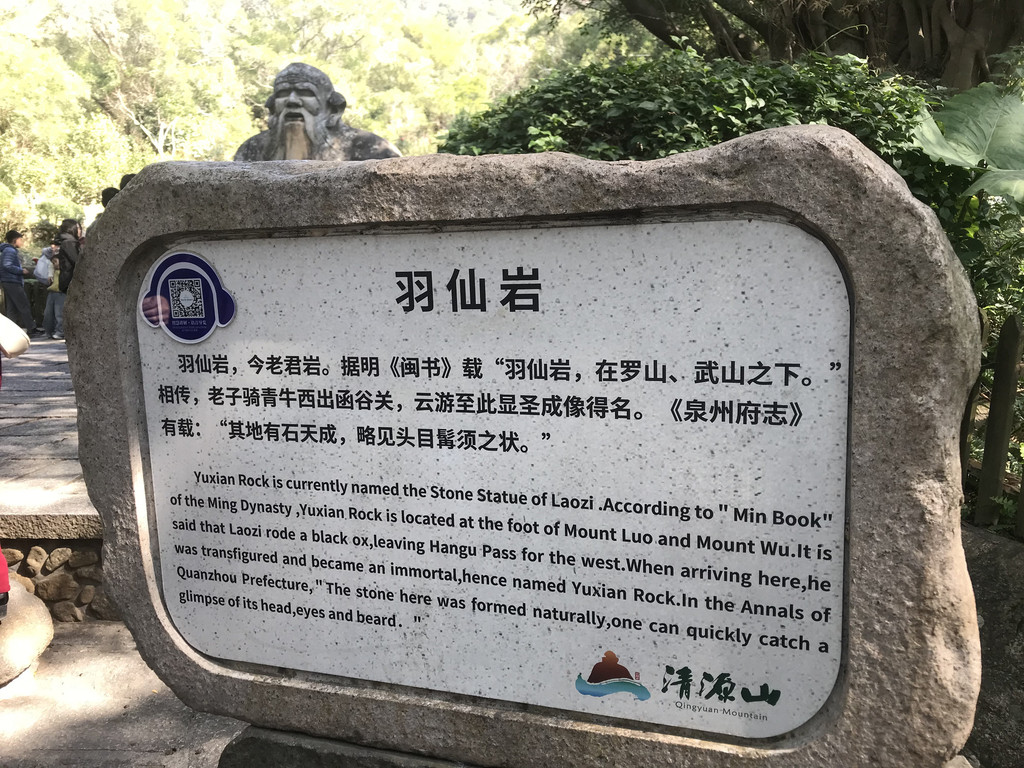 羽仙岩
羽仙岩，今老君岩。据明《闽书》载“羽仙岩，在罗山、武山之下。”
相传，老子骑青牛西出函谷关，云游至此显圣成像得名。《泉州府志》
有载：“其地有石天成，略见头目髯须之状。”
Yuxian Rock is currently named the Stone Statue of Laozi .According to " Min Book"
of the Ming Dynasty ,Yuxian Rock is located at the foot of Mount Luo and Mount Wu.It is
said that Laozi rode a black ox,leaving Hangu Pass for the west.When arriving here,he
was transfigured and became an immortal,hence named Yuxian Rock.In the Annals of
Quanzhou Prefecture," The stone here was formed naturally,one can quickly catch a
glimpse of its head,eyes and beard．"
清源山
Qingyuan Mountain